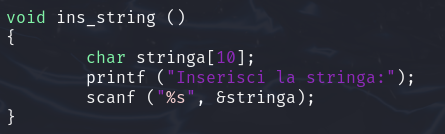 void ins_string ()
{
        char stringa[10];
        printf ("Inserisci la stringa:");
        scanf ("%s", &stringa);
}